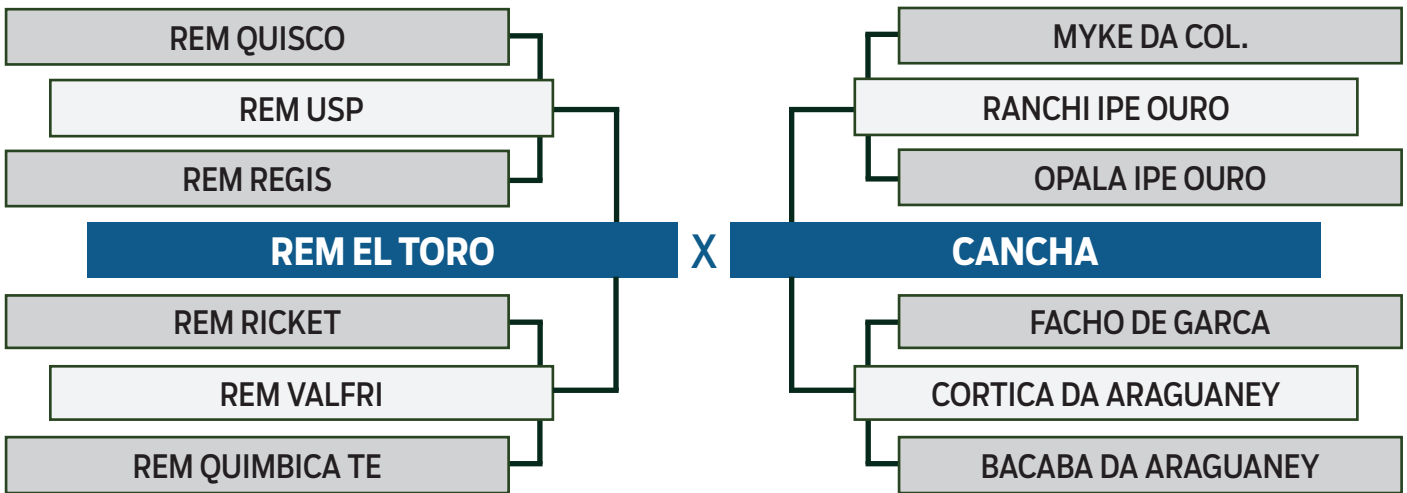 REM QUISCO
REM USP
REM REGIS
REM EL TORO
REM RICKET
REM VALFRI
REM QUIMBICA TE
X
MYKE DA COL.
RANCHI IPE OURO
OPALA IPE OURO
CANCHA
FACHO DE GARCA
CORTICA DA ARAGUANEY
BACABA DA ARAGUANEY